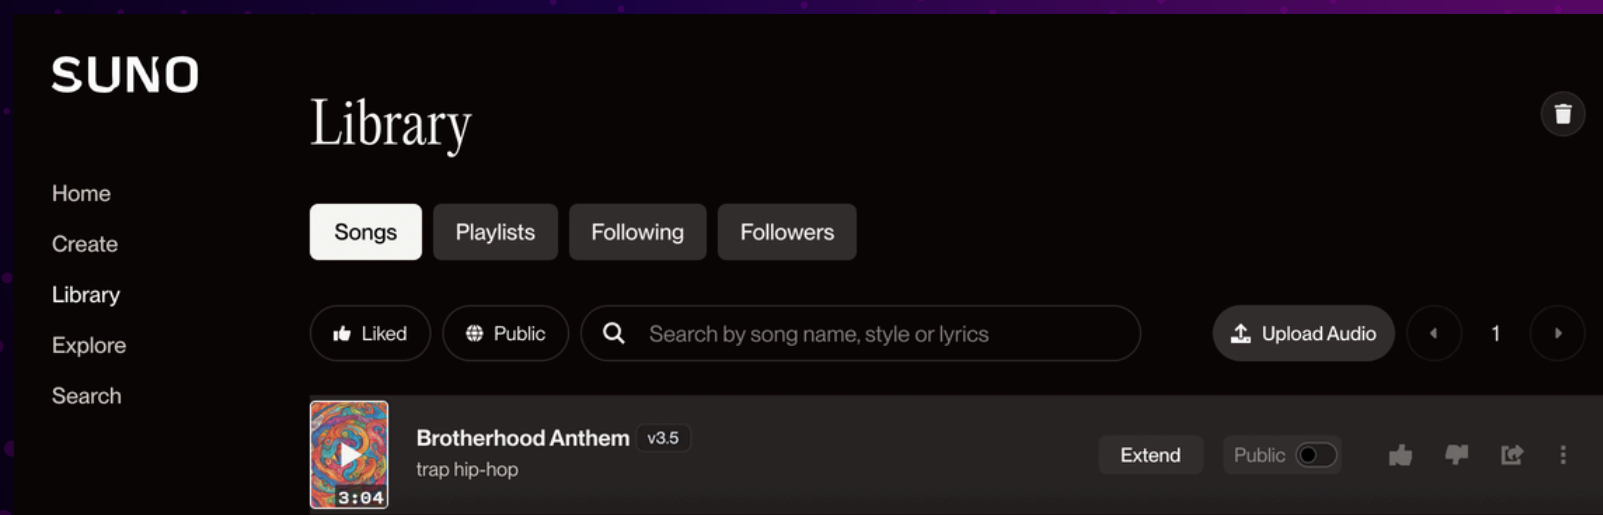 SUNO
Library
Home
Create
Library
Explore
Search
Songs Playlists Following Followers
Liked Public Search by song name, style or lyrics Upload Audio 1
Brotherhood Anthem v3.5
trap hip-hop
3:04
Extend Public